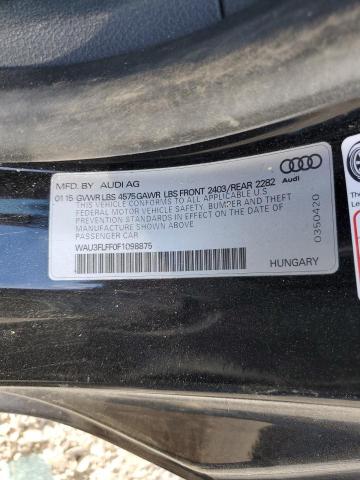 MFD. BY AUDI AG
01 15 GVWR LBS 4575 GAWR LBS FRONT 2403/REAR 2282
THIS VEHICLE CONFORMS TO ALL APPLICABLE U.S.
FEDERAL MOTOR VEHICLE SAFETY, BUMPER AND THEFT
PREVENTION STANDARDS IN EFFECT ON THE DATE OF
MANUFACTURE SHOWN ABOVE
PASSENGER CAR
WAU3FLFF0F1098875
Audi
0350420
HUNGARY